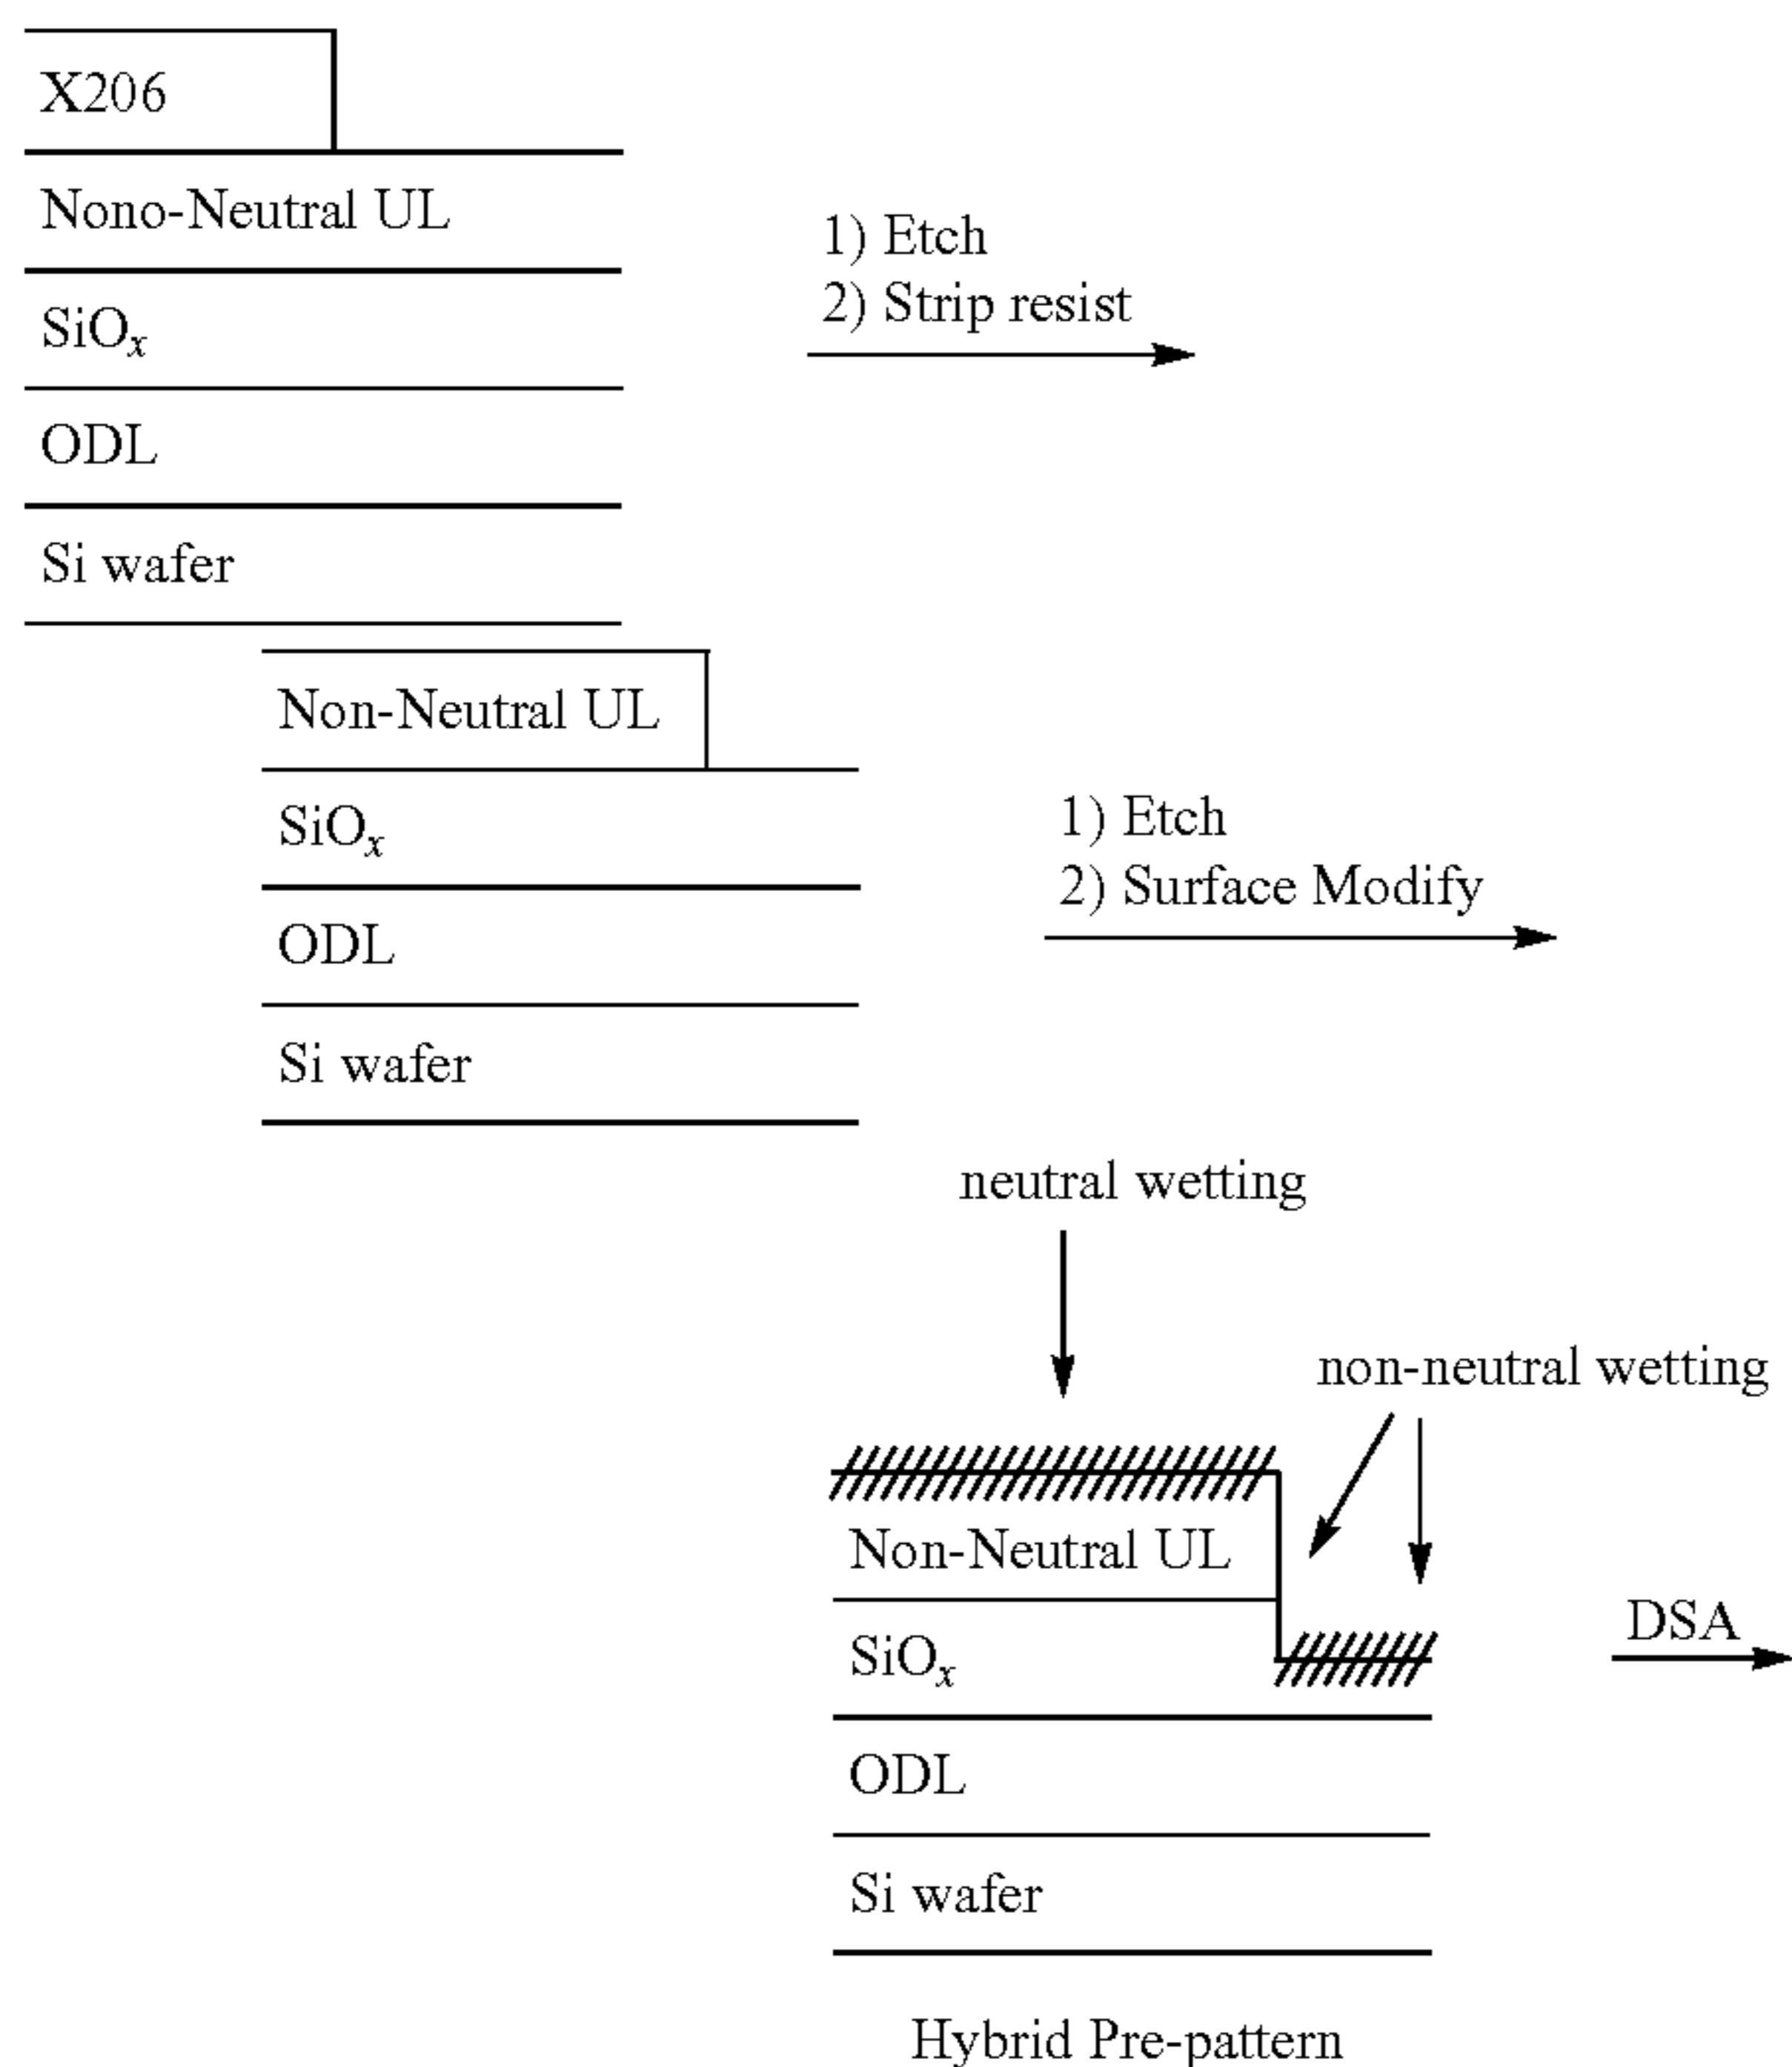 X206
Nono-Neutral UL
SiOx
ODL
Si wafer
1) Etch
2) Strip resist
Non-Neutral UL
SiOx
ODL
Si wafer
1) Etch
2) Surface Modify
neutral wetting
non-neutral wetting
Non-Neutral UL
SiOx
ODL
Si wafer
DSA
Hybrid Pre-pattern